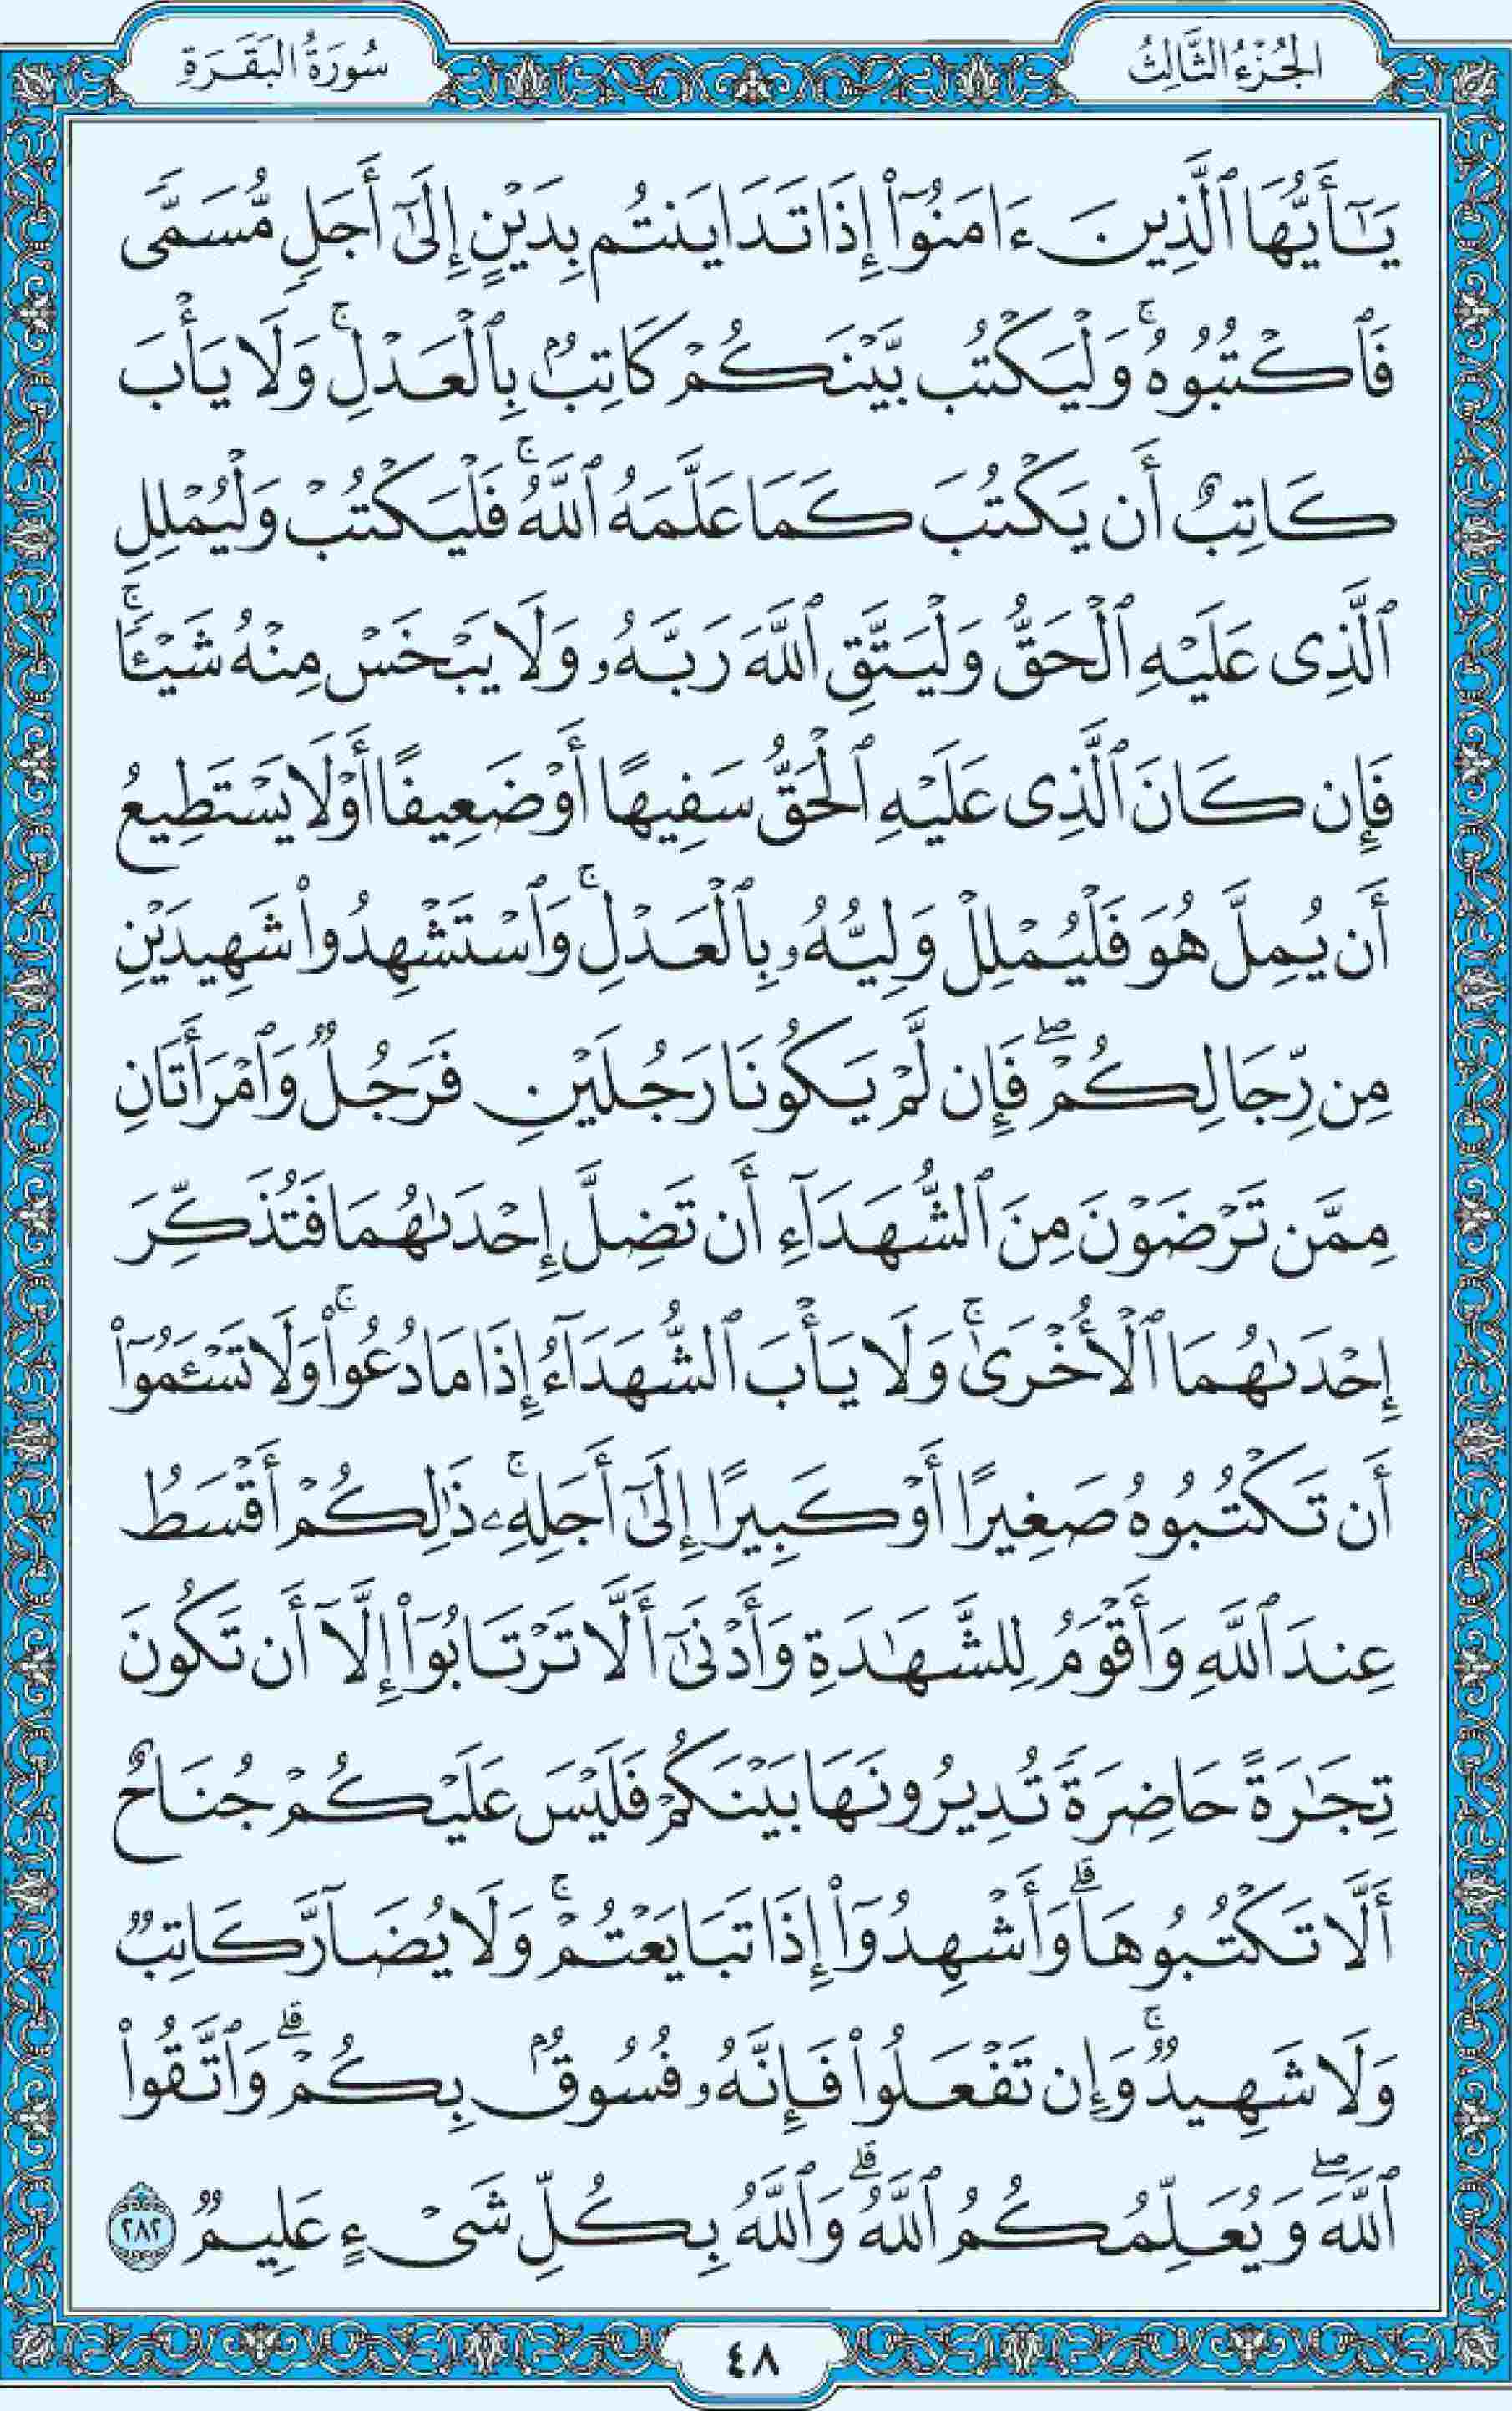 الجُزْءُ الثَّالِثُ
سُورَةُ البَقَرَةِ
يَٰٓأَيُّهَا ٱلَّذِينَ ءَامَنُوٓاْ إِذَا تَدَايَنتُم بِدَيْنٍ إِلَىٰٓ أَجَلٖ مُّسَمّٗى
فَٱكْتُبُوهُۚ وَلْيَكْتُب بَّيْنَكُمْ كَاتِبُۢ بِٱلْعَدْلِۚ وَلَا يَأْبَ
كَاتِبٌ أَن يَكْتُبَ كَمَا عَلَّمَهُ ٱللَّهُۚ فَلْيَكْتُبْ وَلْيُمْلِلِ
ٱلَّذِى عَلَيْهِ ٱلْحَقُّ وَلْيَتَّقِ ٱللَّهَ رَبَّهُۥ وَلَا يَبْخَسْ مِنْهُ شَيْـٔٗاۚ
فَإِن كَانَ ٱلَّذِى عَلَيْهِ ٱلْحَقُّ سَفِيهًا أَوْ ضَعِيفًا أَوْ لَا يَسْتَطِيعُ
أَن يُمِلَّ هُوَ فَلْيُمْلِلْ وَلِيُّهُۥ بِٱلْعَدْلِۚ وَٱسْتَشْهِدُواْ شَهِيدَيْنِ
مِن رِّجَالِكُمْۖ فَإِن لَّمْ يَكُونَا رَجُلَيْنِ فَرَجُلٞ وَٱمْرَأَتَانِ
مِمَّن تَرْضَوْنَ مِنَ ٱلشُّهَدَآءِ أَن تَضِلَّ إِحْدَىٰهُمَا فَتُذَكِّرَ
إِحْدَىٰهُمَا ٱلْأُخْرَىٰۚ وَلَا يَأْبَ ٱلشُّهَدَآءُ إِذَا مَا دُعُواْۚ وَلَا تَسْـَٔمُوٓاْ
أَن تَكْتُبُوهُ صَغِيرًا أَوْ كَبِيرًا إِلَىٰٓ أَجَلِهِۦۚ ذَٰلِكُمْ أَقْسَطُ
عِندَ ٱللَّهِ وَأَقْوَمُ لِلشَّهَٰدَةِ وَأَدْنَىٰٓ أَلَّا تَرْتَابُوٓاْ إِلَّآ أَن تَكُونَ
تِجَٰرَةً حَاضِرَةٗ تُدِيرُونَهَا بَيْنَكُمْ فَلَيْسَ عَلَيْكُمْ جُنَاحٌ
أَلَّا تَكْتُبُوهَاۗ وَأَشْهِدُوٓاْ إِذَا تَبَايَعْتُمْۚ وَلَا يُضَآرَّ كَاتِبٞ
وَلَا شَهِيدٞۚ وَإِن تَفْعَلُواْ فَإِنَّهُۥ فُسُوقُۢ بِكُمْۗ وَٱتَّقُواْ
ٱللَّهَۖ وَيُعَلِّمُكُمُ ٱللَّهُۗ وَٱللَّهُ بِكُلِّ شَىْءٍ عَلِيمٞ ٢٨٢
٤٨